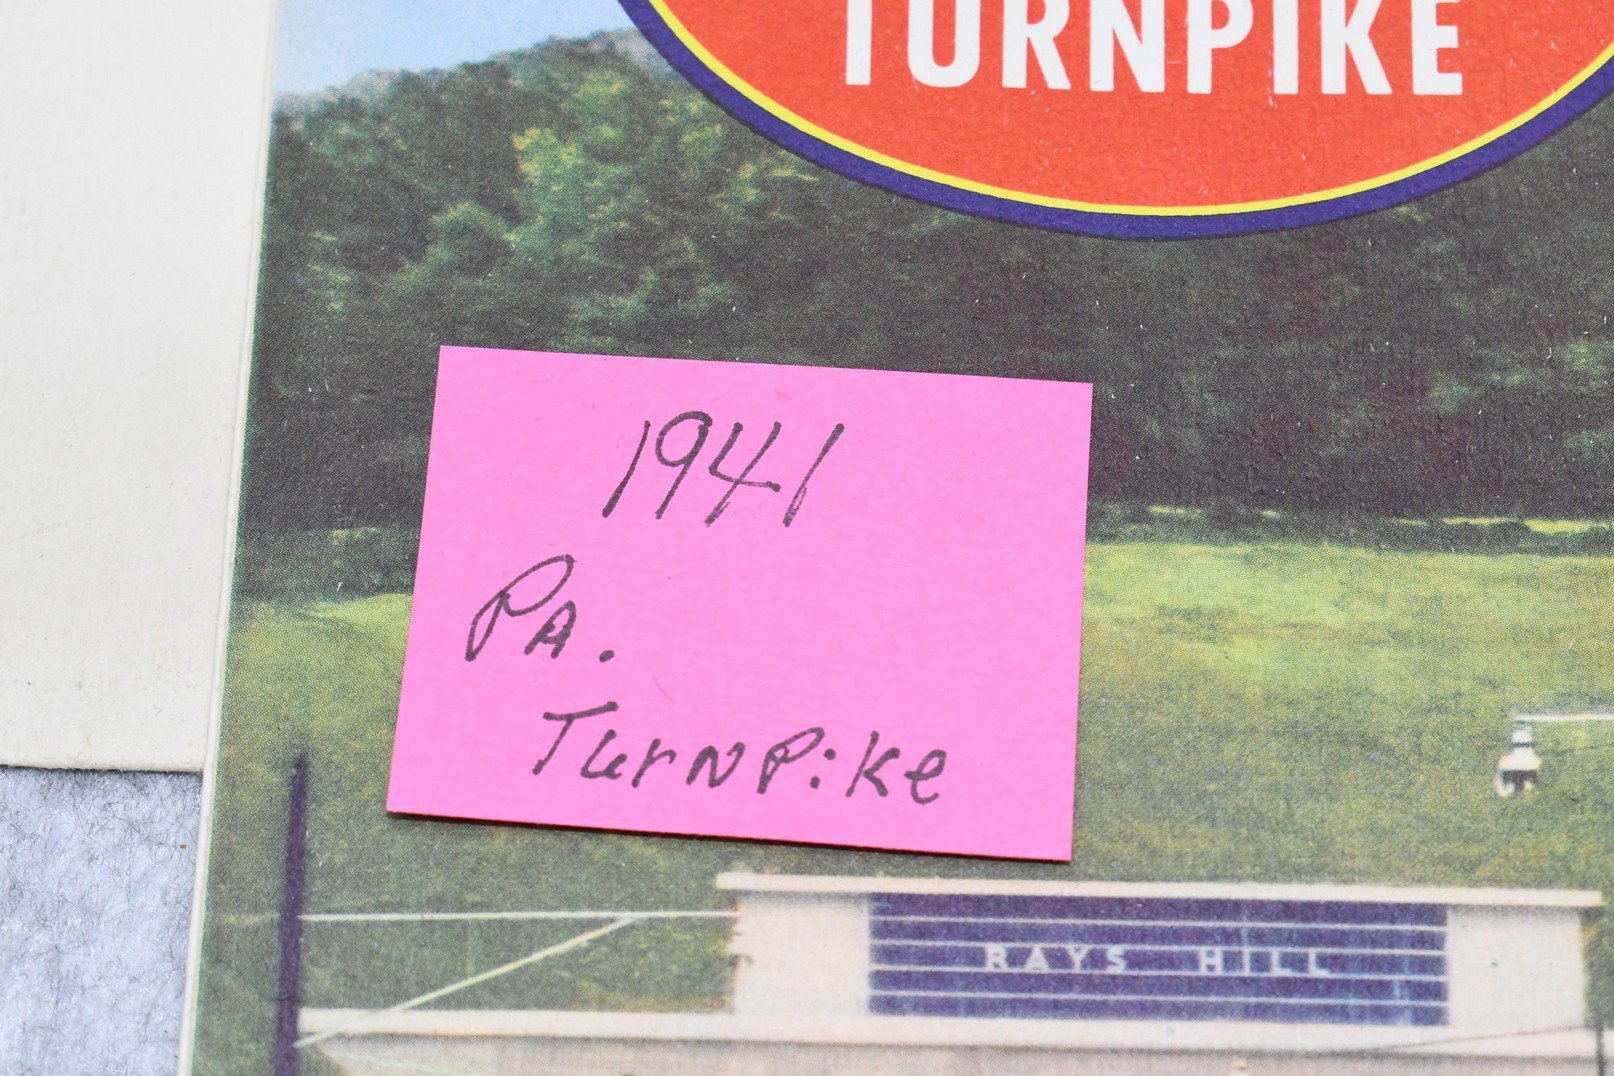 TURNPIKE
1941
PA.
TurNPike
RAYS HILL